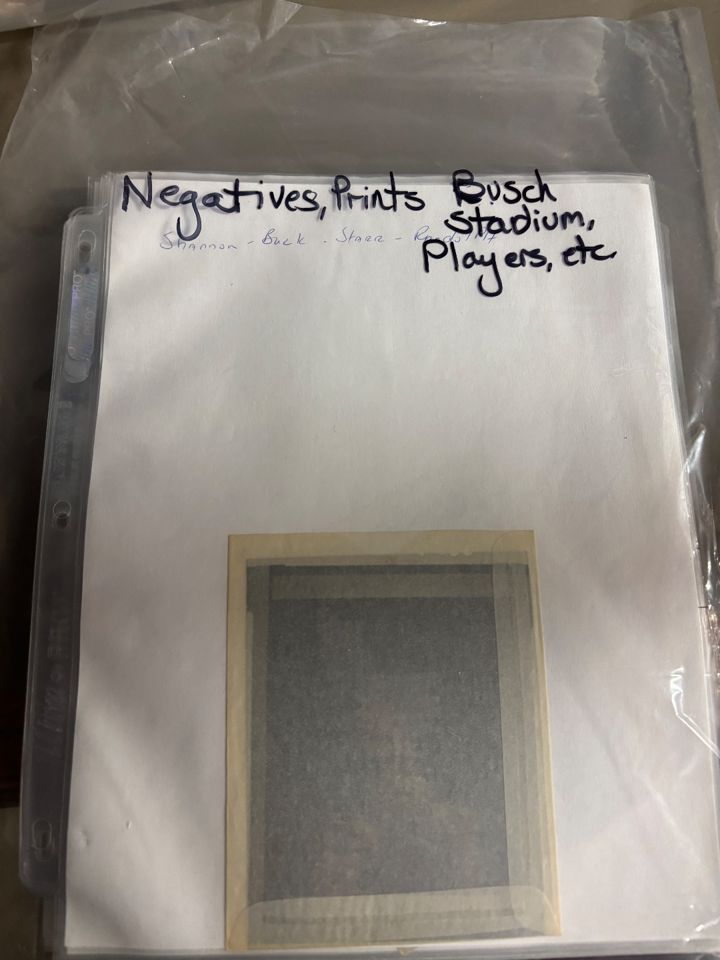 Negatives, Prints Busch
Stadium,
Players, etc.
Shannon - Buck - Starr -